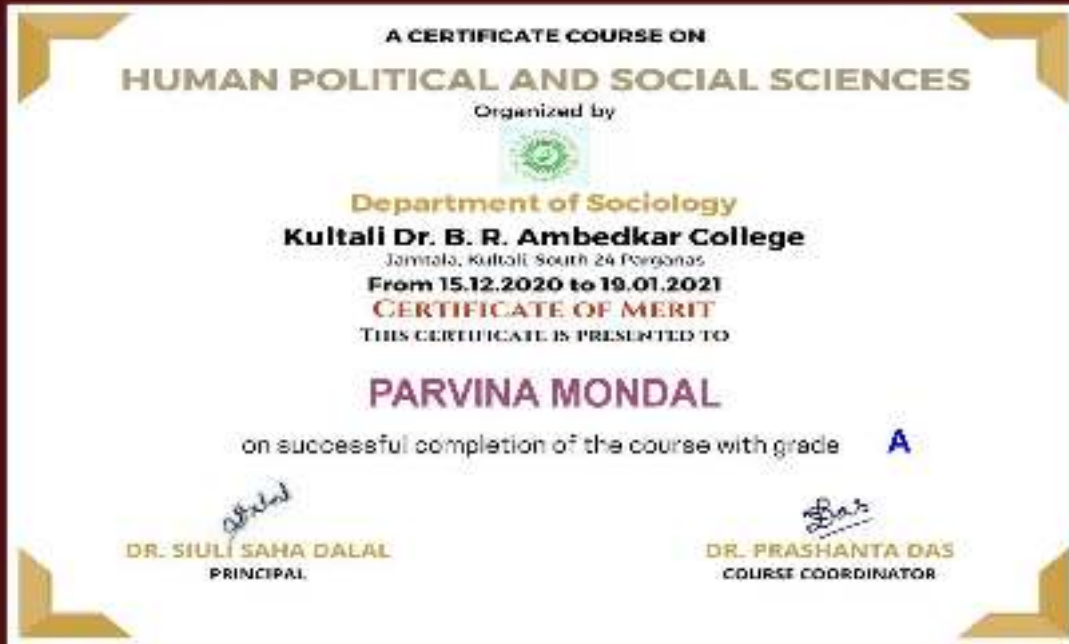 A CERTIFICATE COURSE ON
HUMAN POLITICAL AND SOCIAL SCIENCES
Organized by
Department of Sociology
Kultali Dr. B. R. Ambedkar College
Jamtala, Kultali, South 24 Parganas
From 15.12.2020 to 19.01.2021
CERTIFICATE OF MERIT
THIS CERTIFICATE IS PRESENTED TO
PARVINA MONDAL
on successful completion of the course with grade A
DR. SIULI SAHA DALAL
PRINCIPAL
DR. PRASHANTA DAS
COURSE COORDINATOR